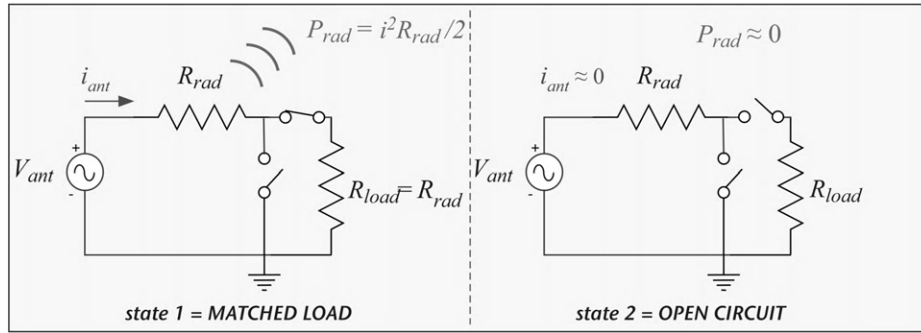 P_rad = i²R_rad/2
i_ant
R_rad
+
V_ant
-
R_load = R_rad
state 1 = MATCHED LOAD
P_rad ≈ 0
i_ant ≈ 0
R_rad
+
V_ant
-
R_load
state 2 = OPEN CIRCUIT